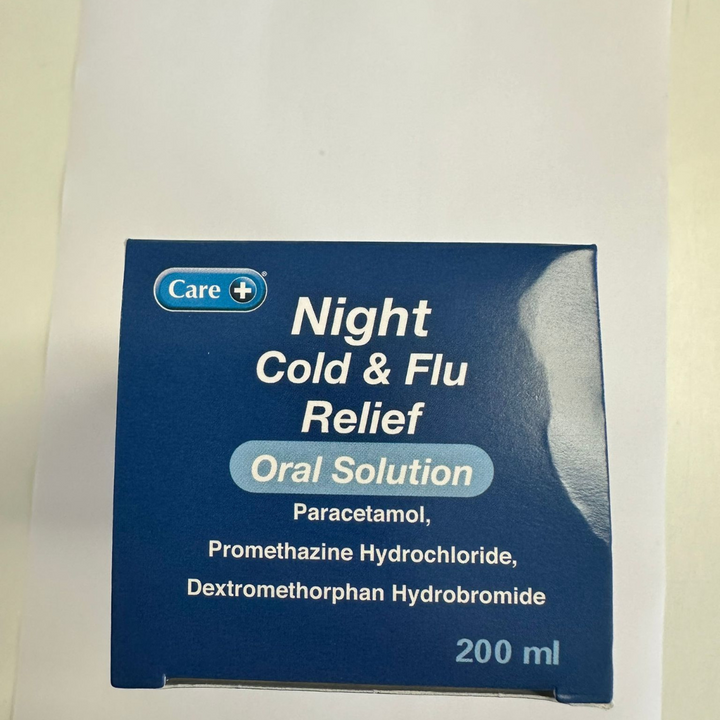 Care +
Night
Cold & Flu
Relief
Oral Solution
Paracetamol,
Promethazine Hydrochloride,
Dextromethorphan Hydrobromide
200 ml